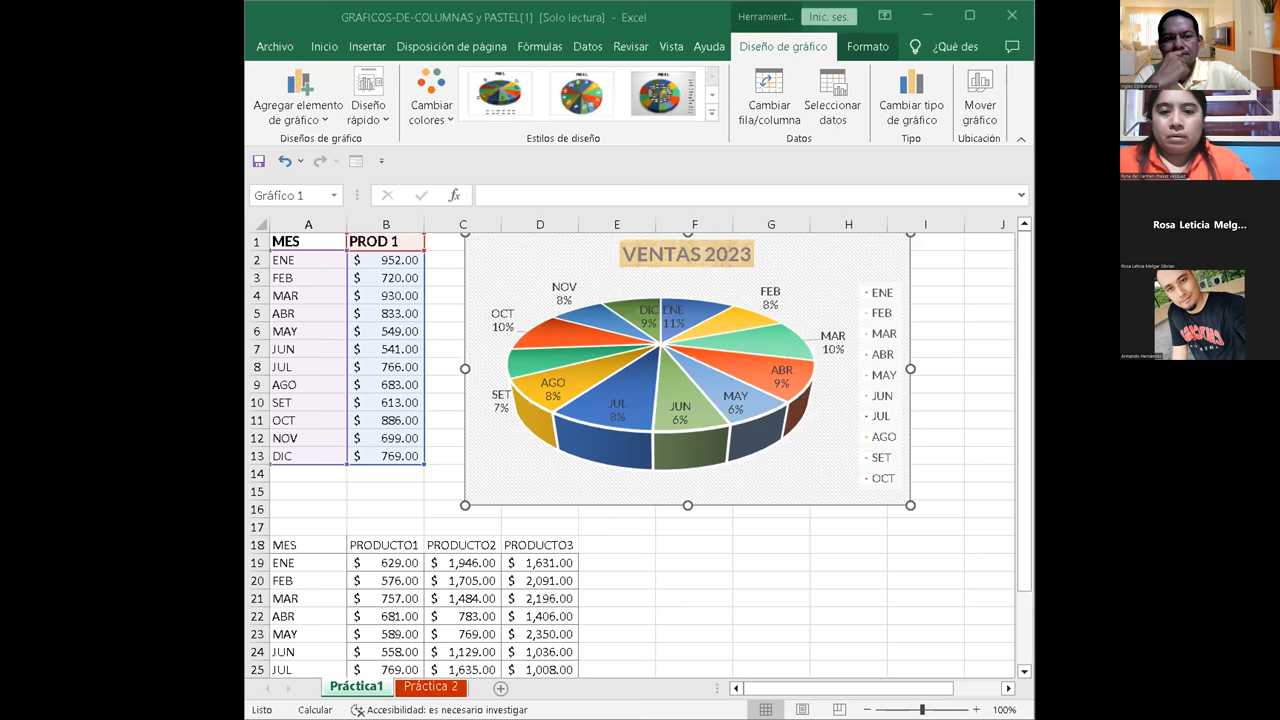 GRAFICOS-DE-COLUMNAS y PASTEL[1] [Solo lectura] - Excel
Herramient...
Inic. ses.
Archivo Inicio Insertar Disposición de página Fórmulas Datos Revisar Vista Ayuda Diseño de gráfico Formato ¿Qué des
Agregar elemento de gráfico
Diseño rápido
Cambiar colores
Cambiar fila/columna
Seleccionar datos
Cambiar tipo de gráfico
Mover gráfico
Diseños de gráfico Estilos de diseño Datos Tipo Ubicación
Gráfico 1
fx
A B C D E F G H I J
1 MES PROD 1
2 ENE $ 952.00
3 FEB $ 720.00
4 MAR $ 930.00
5 ABR $ 833.00
6 MAY $ 549.00
7 JUN $ 541.00
8 JUL $ 766.00
9 AGO $ 683.00
10 SET $ 613.00
11 OCT $ 886.00
12 NOV $ 699.00
13 DIC $ 769.00
14
15
16
17
VENTAS 2023
ENE 11%
FEB 8%
MAR 10%
ABR 9%
MAY 6%
JUN 6%
JUL 8%
AGO 8%
SET 7%
OCT 10%
NOV 8%
DIC 9%
ENE
FEB
MAR
ABR
MAY
JUN
JUL
AGO
SET
OCT
18 MES PRODUCTO1 PRODUCTO2 PRODUCTO3
19 ENE $ 629.00 $ 1,946.00 $ 1,631.00
20 FEB $ 576.00 $ 1,705.00 $ 2,091.00
21 MAR $ 757.00 $ 1,484.00 $ 2,196.00
22 ABR $ 681.00 $ 783.00 $ 1,406.00
23 MAY $ 589.00 $ 769.00 $ 2,350.00
24 JUN $ 558.00 $ 1,129.00 $ 1,036.00
25 JUL $ 769.00 $ 1,635.00 $ 1,008.00
Práctica1 Práctica 2
Listo Calcular Accesibilidad: es necesario investigar 100%
Inglés Corporativo
Rosa Leticia Melg...
Rosa Leticia Melgar Sibrian
Armando Hernández